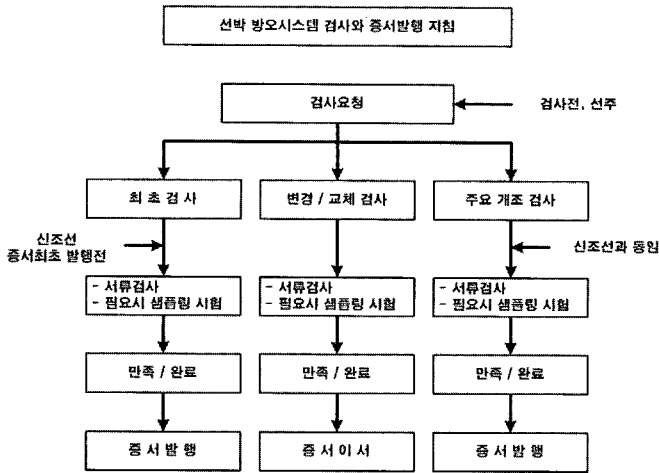 선박 방오시스템 검사와 증서발행 지침
검사요청
검사전, 선주
최 초 검 사
변경 / 교체 검사
주요 개조 검사
신조선
증서최초 발행전
신조선과 동일
- 서류검사
- 필요시 샘플링 시험
- 서류검사
- 필요시 샘플링 시험
- 서류검사
- 필요시 샘플링 시험
만족 / 완료
만족 / 완료
만족 / 완료
증 서 발 행
증 서 이 서
증 서 발 행